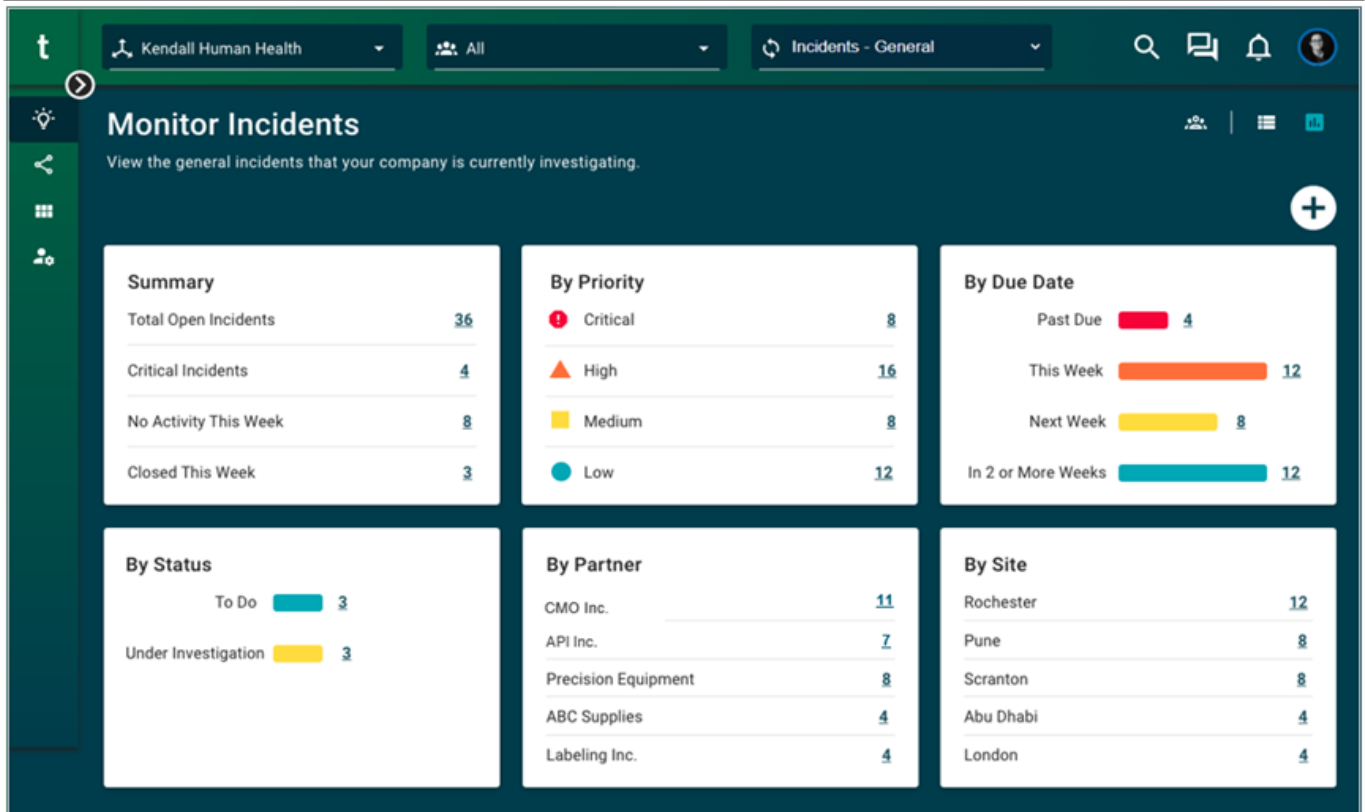 t
Kendall Human Health
All
Incidents - General
Monitor Incidents
View the general incidents that your company is currently investigating.
Summary
Total Open Incidents 36
Critical Incidents 4
No Activity This Week 8
Closed This Week 3
By Priority
Critical 8
High 16
Medium 8
Low 12
By Due Date
Past Due 4
This Week 12
Next Week 8
In 2 or More Weeks 12
By Status
To Do 3
Under Investigation 3
By Partner
CMO Inc. 11
API Inc. 7
Precision Equipment 8
ABC Supplies 4
Labeling Inc. 4
By Site
Rochester 12
Pune 8
Scranton 8
Abu Dhabi 4
London 4